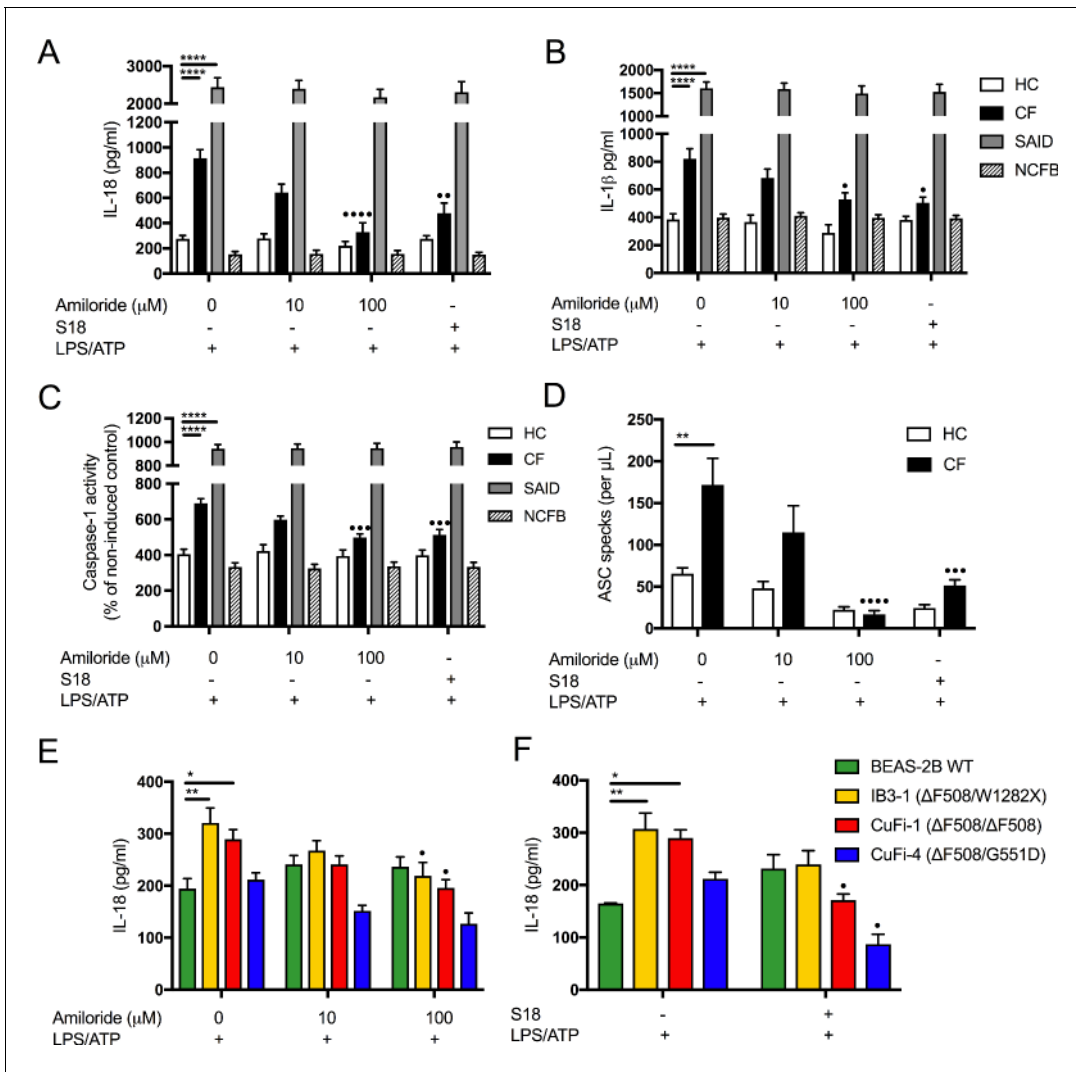 A
IL-18 (pg/ml)
3000
2000
1200
1000
800
600
400
200
0
****
****
••••
••
Amiloride (μM) 0 10 100 -
S18 - - - +
LPS/ATP + + + +
B
IL-1β pg/ml
2000
1500
1000
800
600
400
200
0
****
****
•
•
HC
CF
SAID
NCFB
Amiloride (μM) 0 10 100 -
S18 - - - +
LPS/ATP + + + +
C
Caspase-1 activity
(% of non-induced control)
1200
1000
800
600
400
200
0
****
****
•••
•••
HC
CF
SAID
NCFB
Amiloride (μM) 0 10 100 -
S18 - - - +
LPS/ATP + + + +
D
ASC specks (per μL)
250
200
150
100
50
0
**
••••
•••
HC
CF
Amiloride (μM) 0 10 100 -
S18 - - - +
LPS/ATP + + + +
E
IL-18 (pg/ml)
400
300
200
100
0
*
**
•
•
Amiloride (μM) 0 10 100
LPS/ATP + + +
F
IL-18 (pg/ml)
400
300
200
100
0
*
**
•
•
BEAS-2B WT
IB3-1 (ΔF508/W1282X)
CuFi-1 (ΔF508/ΔF508)
CuFi-4 (ΔF508/G551D)
S18 - +
LPS/ATP + +